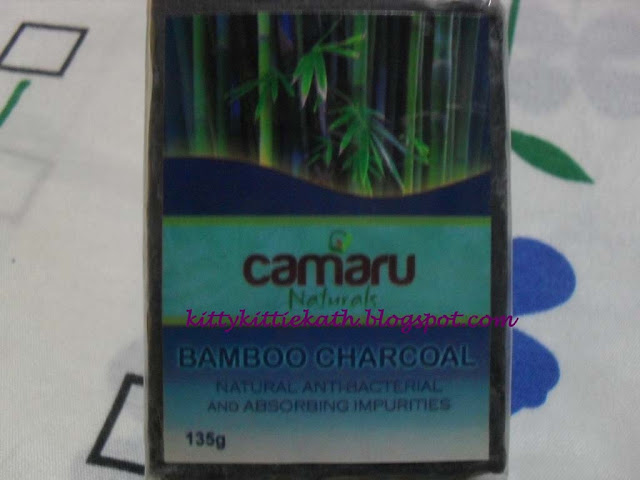 camaru
Naturals
kittykittiekath.blogspot.com
BAMBOO CHARCOAL
NATURAL ANTI-BACTERIAL
AND ABSORBING IMPURITIES
135g